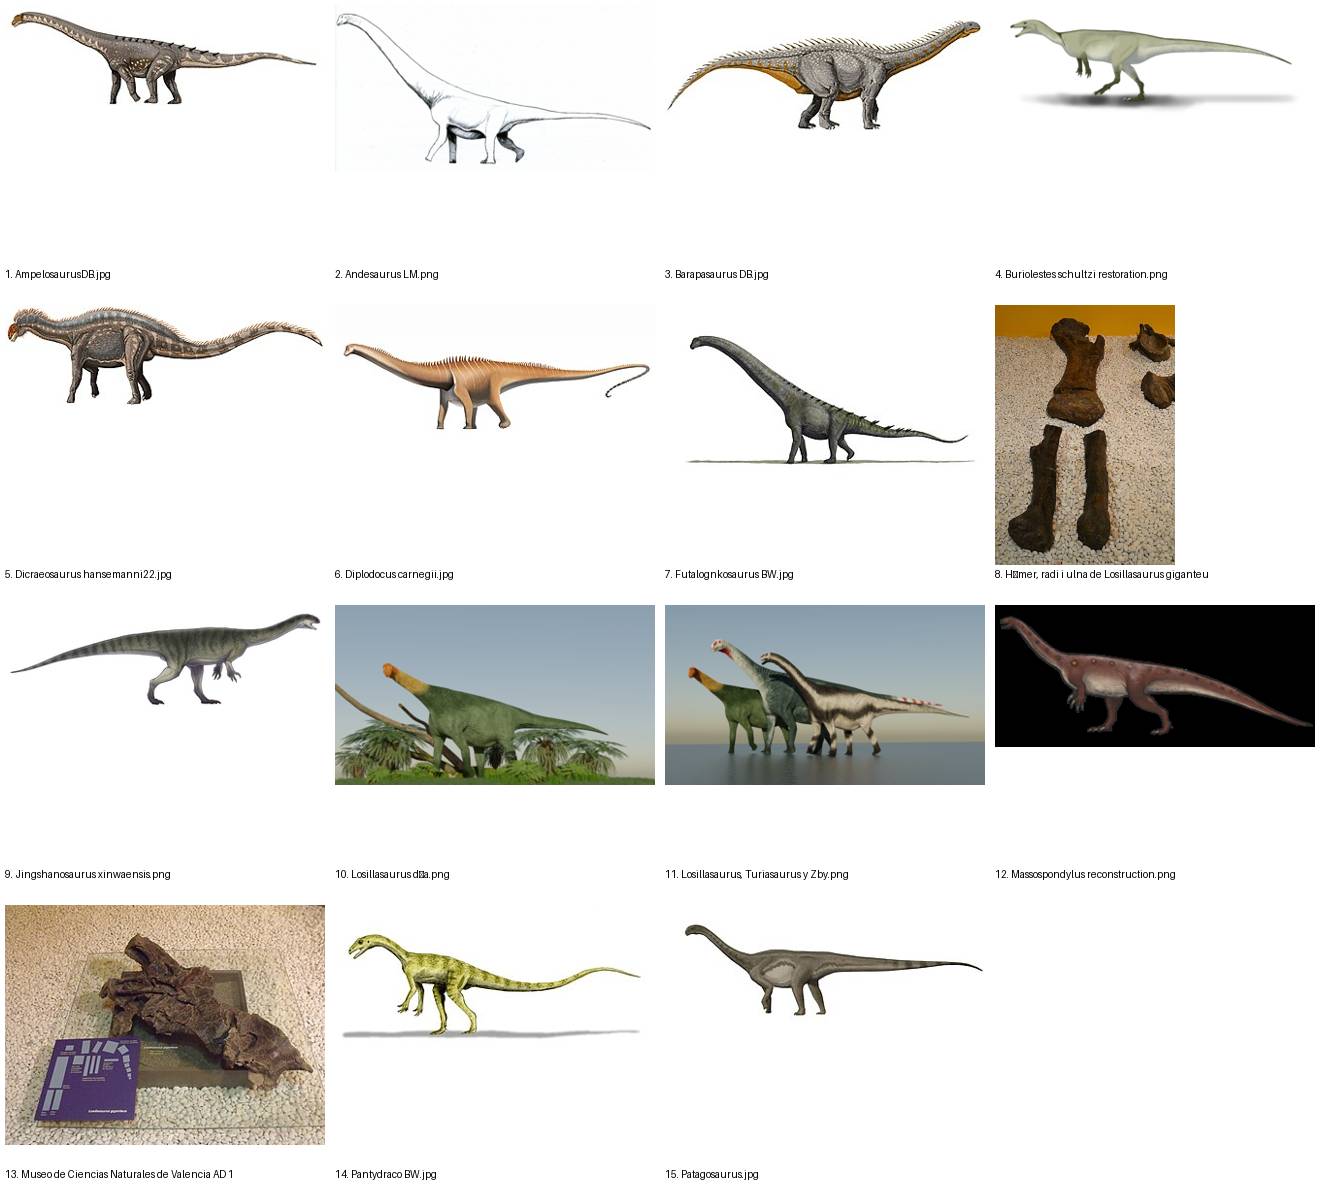 1. AmpelosaurusDB.jpg
2. Andesaurus LM.png
3. Barapasaurus DB.jpg
4. Buriolestes schultzi restoration.png
5. Dicraeosaurus hansemanni22.jpg
6. Diplodocus carnegii.jpg
7. Futalognkosaurus BW.jpg
8. H▯mer, radi i ulna de Losillasaurus giganteu
9. Jingshanosaurus xinwaensis.png
10. Losillasaurus d▯a.png
11. Losillasaurus, Turiasaurus y Zby.png
12. Massospondylus reconstruction.png
Losillasaurus giganteus
13. Museo de Ciencias Naturales de Valencia AD 1
14. Pantydraco BW.jpg
15. Patagosaurus.jpg